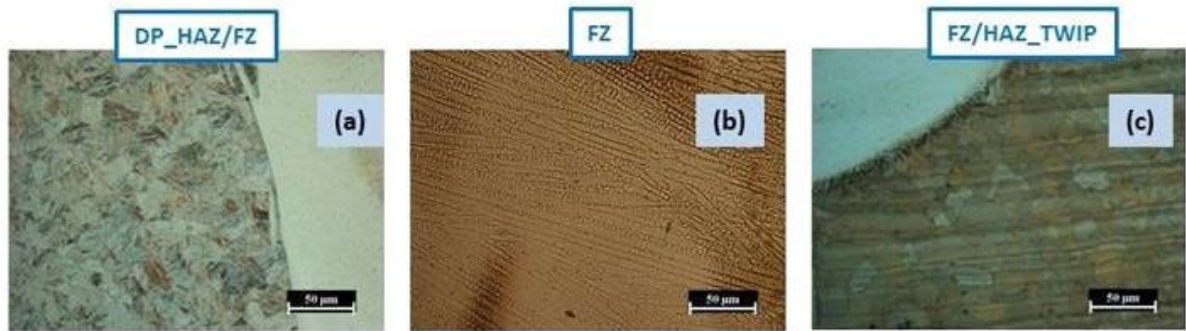 DP_HAZ/FZ
FZ
FZ/HAZ_TWIP
(a)
(b)
(c)
50 µm
50 µm
50 µm